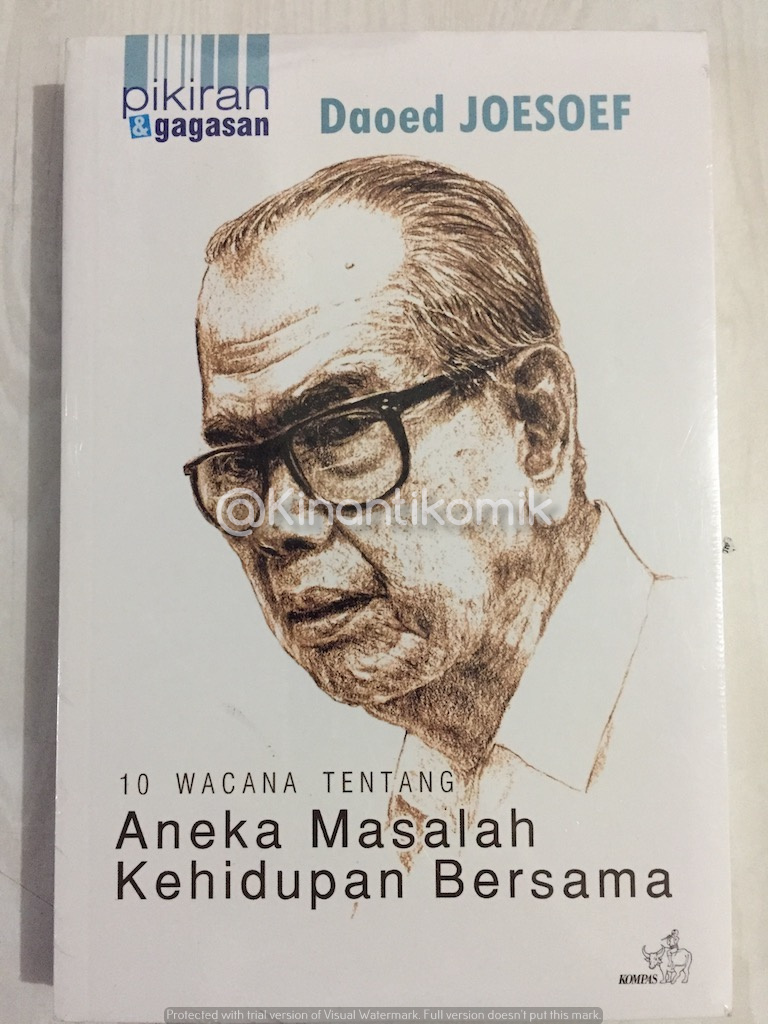 pikiran
& gagasan
Daoed JOESOEF
@Kinantikomik
10 WACANA TENTANG
Aneka Masalah
Kehidupan Bersama
KOMPAS
Protected with trial version of Visual Watermark. Full version doesn't put this mark.